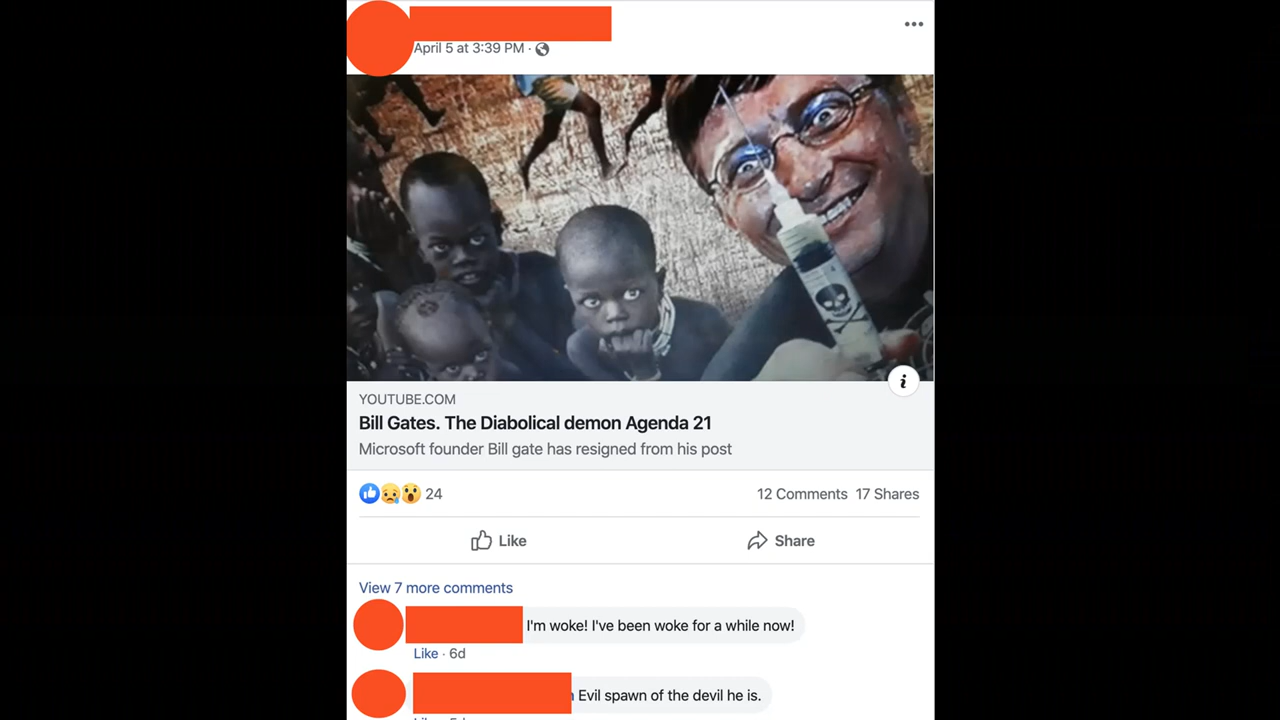 April 5 at 3:39 PM ·
YOUTUBE.COM
Bill Gates. The Diabolical demon Agenda 21
Microsoft founder Bill gate has resigned from his post
24
12 Comments 17 Shares
Like
Share
View 7 more comments
I'm woke! I've been woke for a while now!
Like · 6d
Evil spawn of the devil he is.